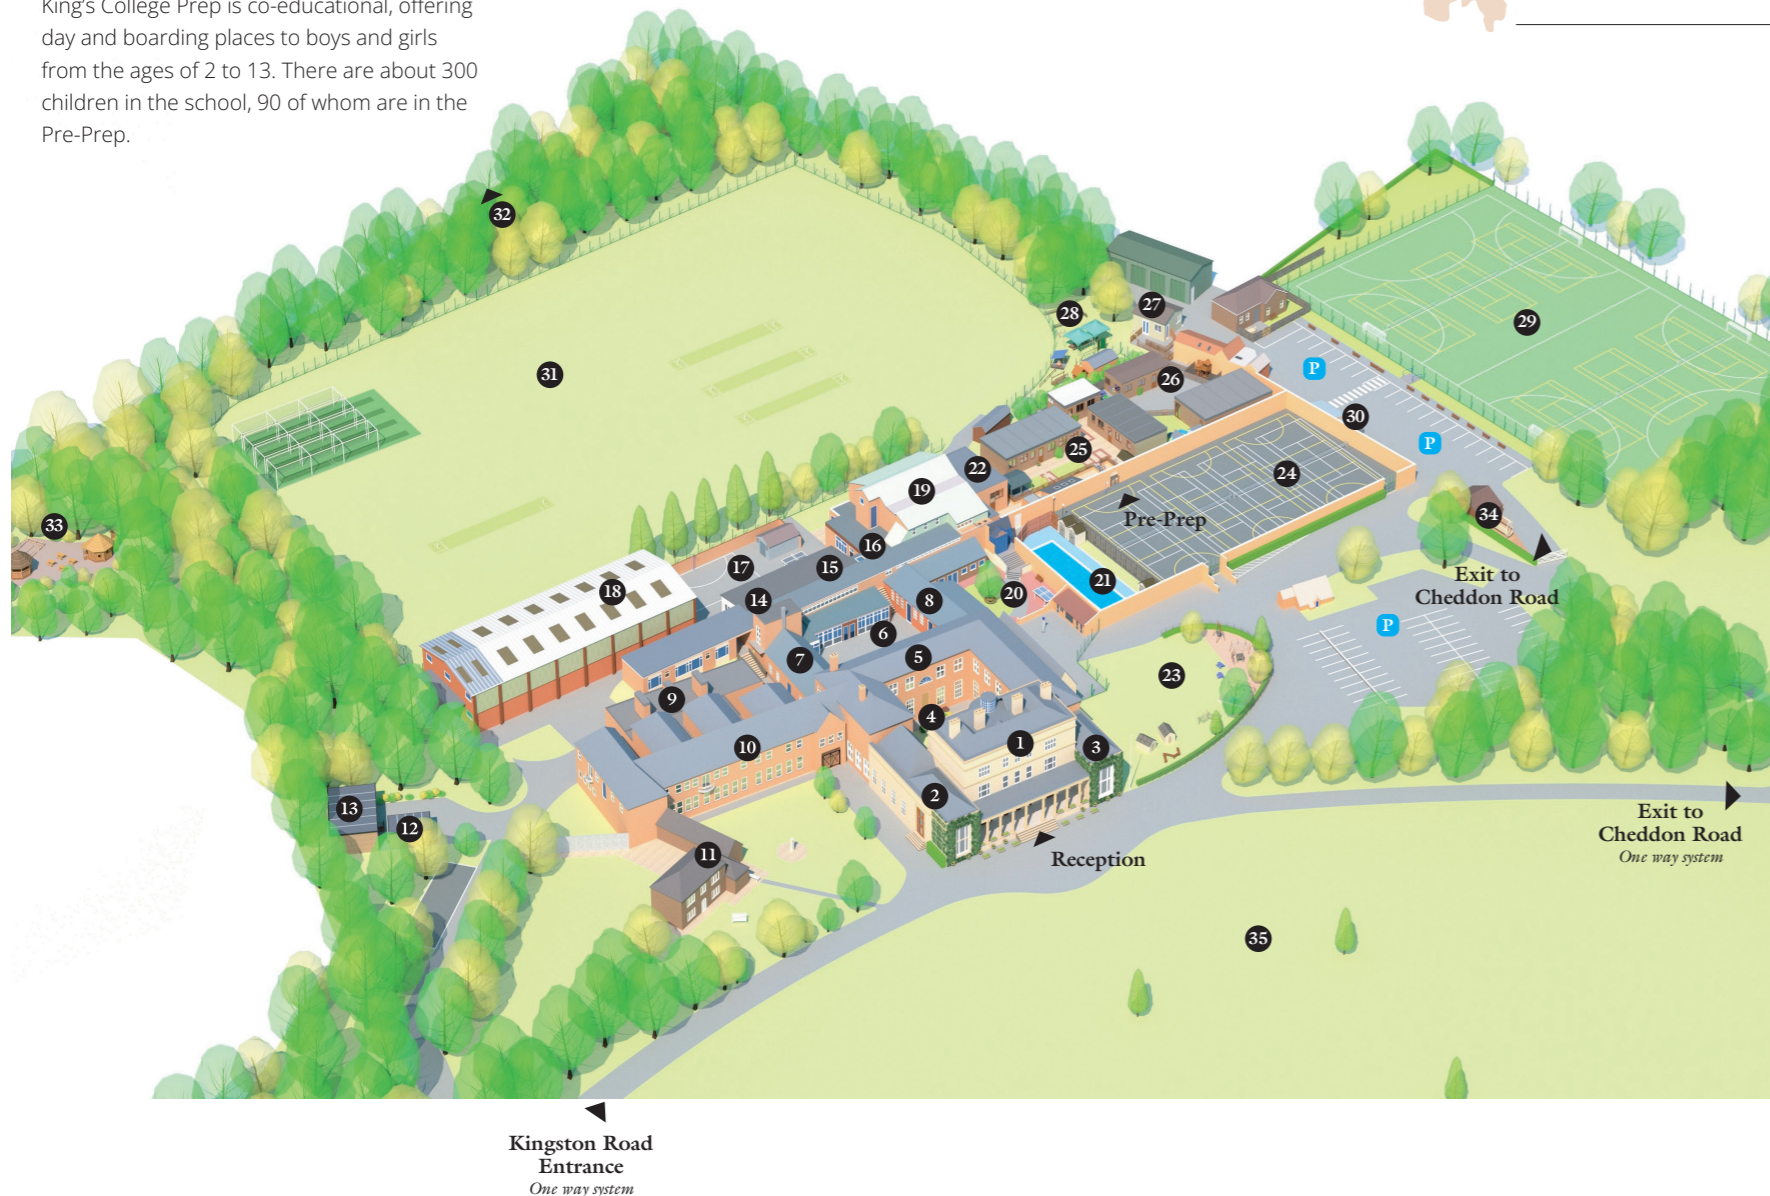 King's College Prep is co-educational, offering
day and boarding places to boys and girls
from the ages of 2 to 13. There are about 300
children in the school, 90 of whom are in the
Pre-Prep.
32
28
27
29
31
P
26
30
P
25
22
24
19
33
Pre-Prep
34
16
15
17
21
Exit to
Cheddon Road
18
14
8
20
6
P
7
5
23
9
4
10
1
3
2
13
12
Exit to
Cheddon Road
One way system
11
Reception
35
Kingston Road
Entrance
One way system